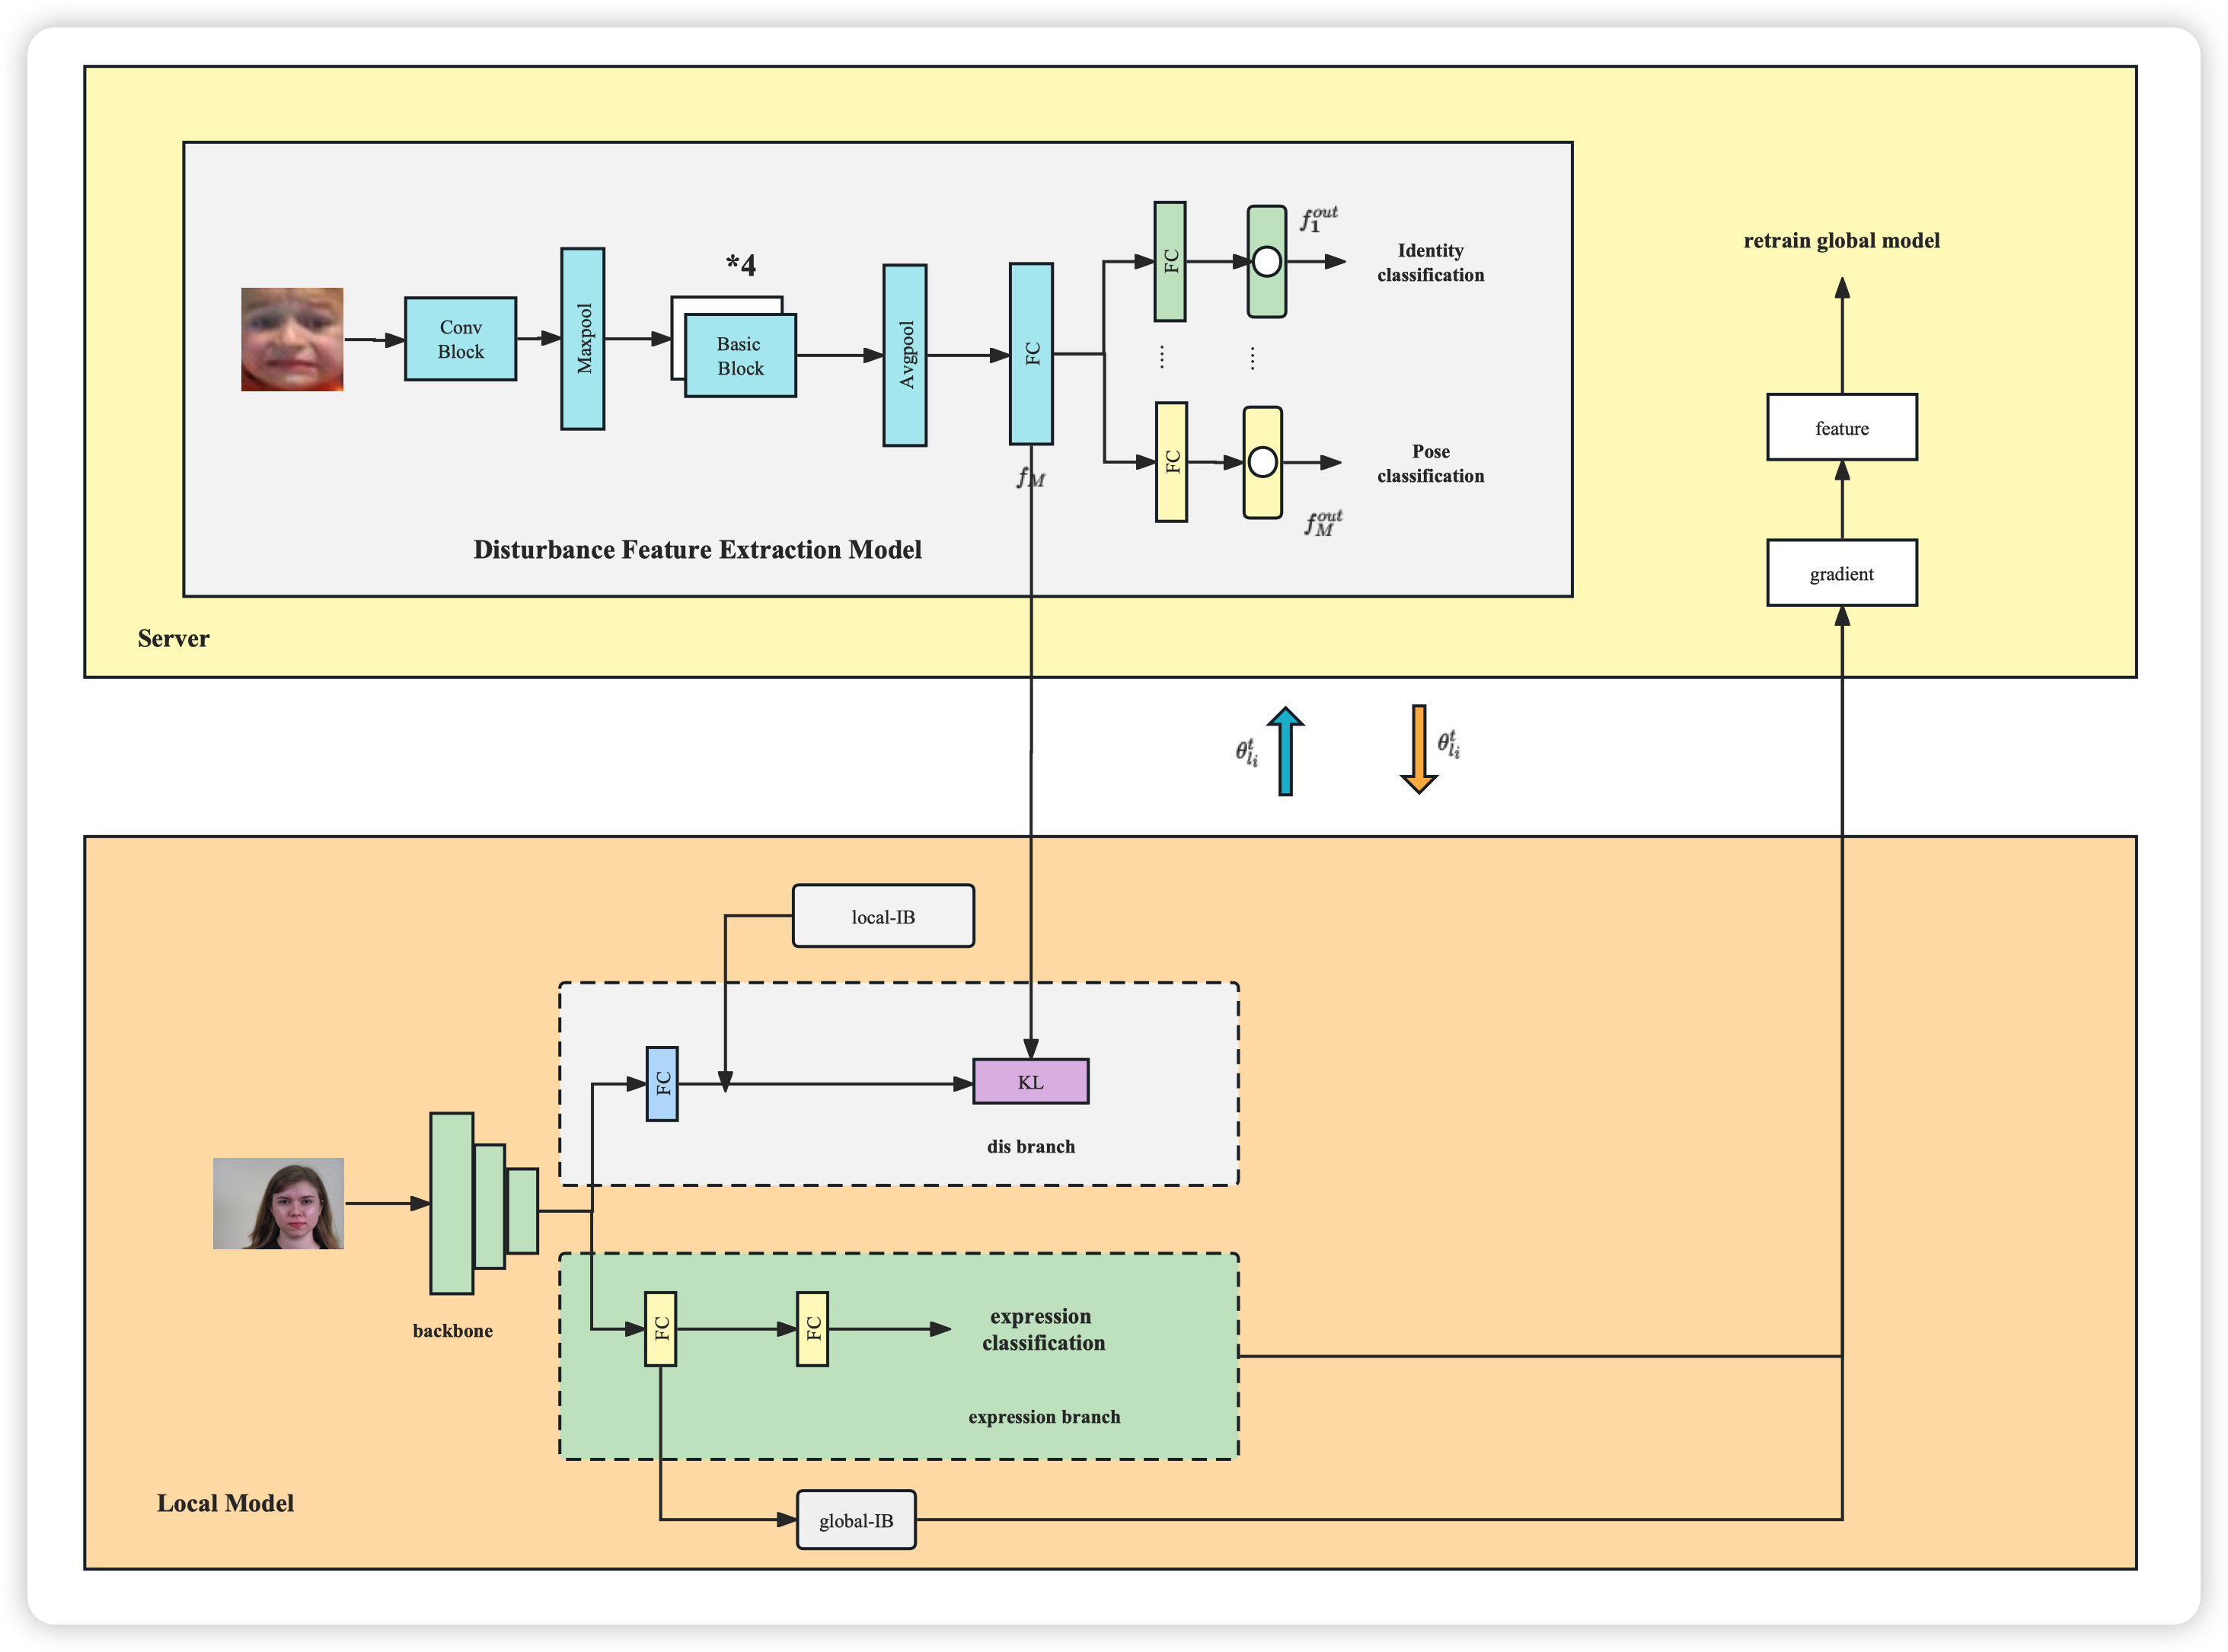 *4
Conv
Block
Maxpool
Basic
Block
Avgpool
FC
f_M
FC
f_1^{out}
Identity
classification
....
....
FC
f_M^{out}
Pose
classification
Disturbance Feature Extraction Model
Server
retrain global model
feature
gradient
θ_{l_i}^t
θ_{l_i}^t
local-IB
FC
KL
dis branch
backbone
FC
FC
expression
classification
expression branch
Local Model
global-IB